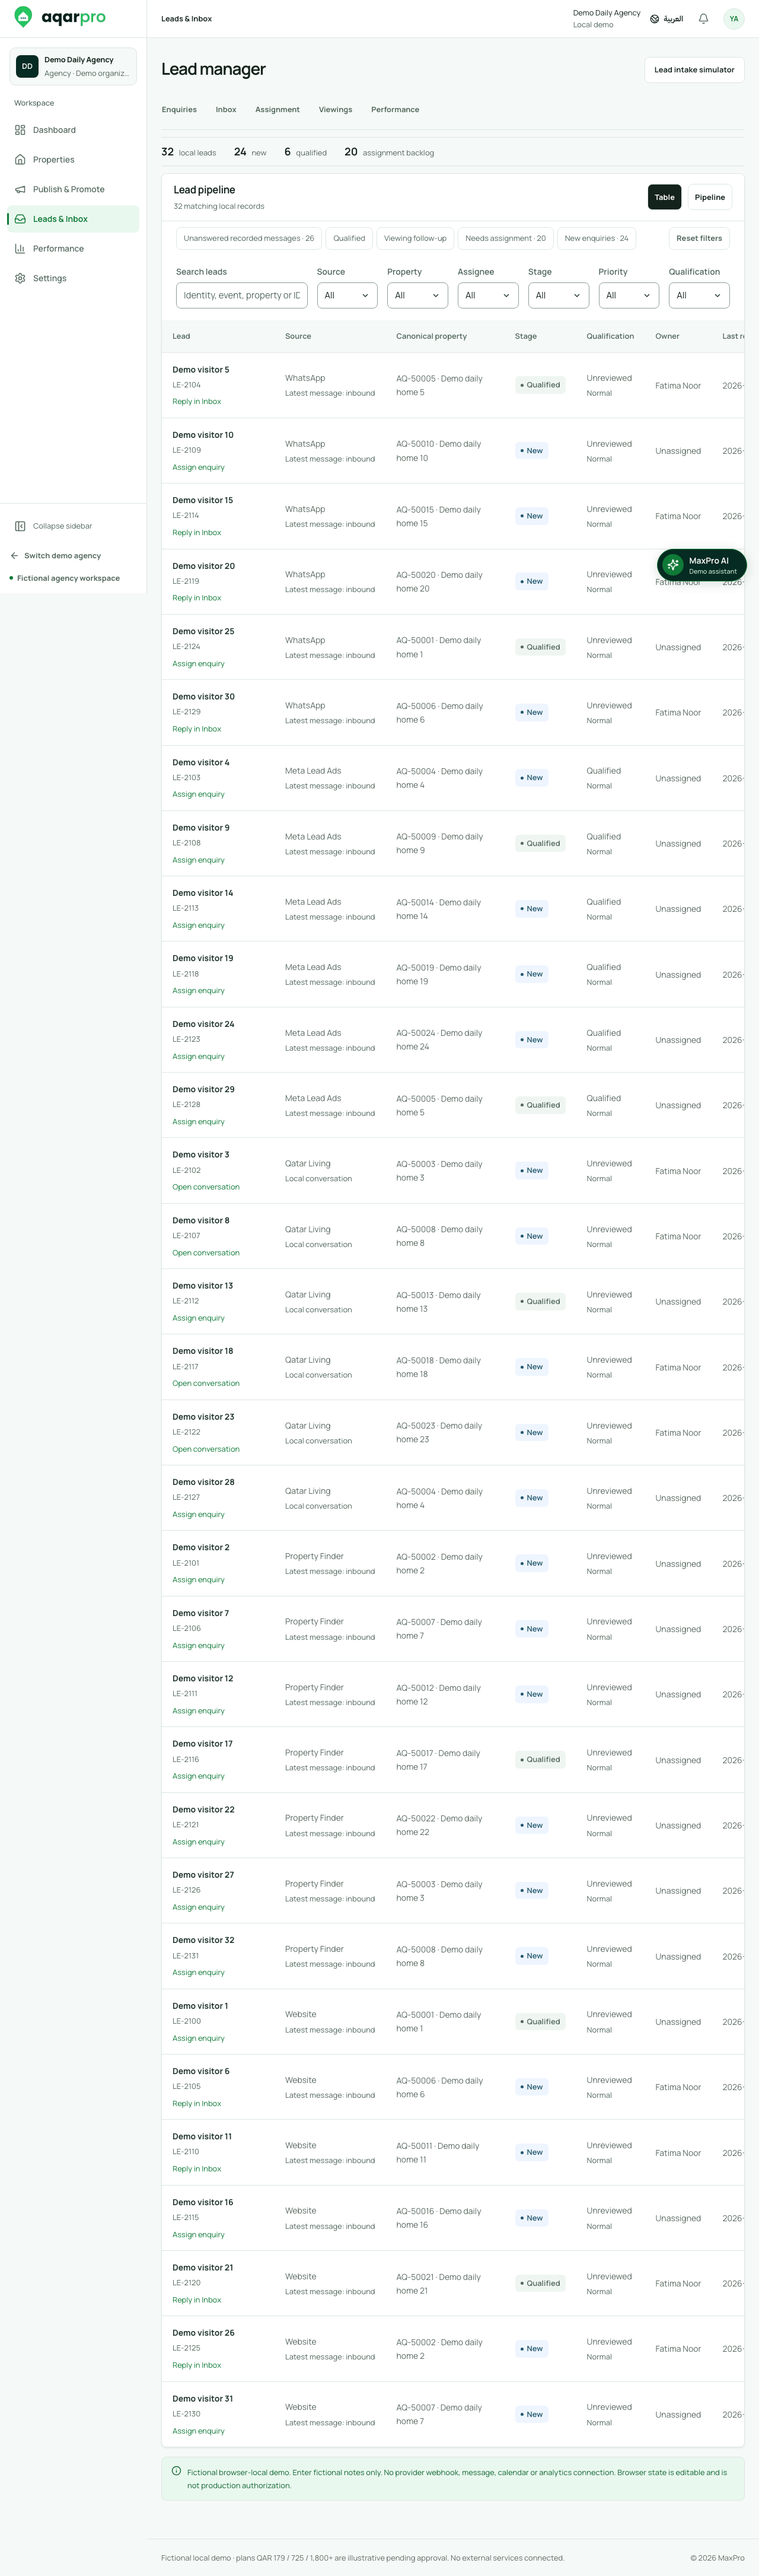 aqarpro
Leads & Inbox
Demo Daily Agency
Local demo
العربية
YA
DD
Demo Daily Agency
Agency · Demo organiz...
Workspace
Dashboard
Properties
Publish & Promote
Leads & Inbox
Performance
Settings
Collapse sidebar
Switch demo agency
Fictional agency workspace
Lead manager
Lead intake simulator
Enquiries Inbox Assignment Viewings Performance
32 local leads 24 new 6 qualified 20 assignment backlog
Lead pipeline
32 matching local records
Table Pipeline
Unanswered recorded messages · 26 Qualified Viewing follow-up Needs assignment · 20 New enquiries · 24 Reset filters
Search leads Source Property Assignee Stage Priority Qualification
Identity, event, property or ID All All All All All All
Lead Source Canonical property Stage Qualification Owner Last re
Demo visitor 5
LE-2104
Reply in Inbox
WhatsApp
Latest message: inbound
AQ-50005 · Demo daily
home 5
Qualified
Unreviewed
Normal
Fatima Noor
2026-
Demo visitor 10
LE-2109
Assign enquiry
WhatsApp
Latest message: inbound
AQ-50010 · Demo daily
home 10
New
Unreviewed
Normal
Unassigned
2026-
Demo visitor 15
LE-2114
Reply in Inbox
WhatsApp
Latest message: inbound
AQ-50015 · Demo daily
home 15
New
Unreviewed
Normal
Fatima Noor
2026-
Demo visitor 20
LE-2119
Reply in Inbox
WhatsApp
Latest message: inbound
AQ-50020 · Demo daily
home 20
New
Unreviewed
Normal
Fatima Noor
2026-
MaxPro AI
Demo assistant
Demo visitor 25
LE-2124
Assign enquiry
WhatsApp
Latest message: inbound
AQ-50001 · Demo daily
home 1
Qualified
Unreviewed
Normal
Unassigned
2026-
Demo visitor 30
LE-2129
Reply in Inbox
WhatsApp
Latest message: inbound
AQ-50006 · Demo daily
home 6
New
Unreviewed
Normal
Fatima Noor
2026-
Demo visitor 4
LE-2103
Assign enquiry
Meta Lead Ads
Latest message: inbound
AQ-50004 · Demo daily
home 4
New
Qualified
Normal
Unassigned
2026-
Demo visitor 9
LE-2108
Assign enquiry
Meta Lead Ads
Latest message: inbound
AQ-50009 · Demo daily
home 9
Qualified
Qualified
Normal
Unassigned
2026-
Demo visitor 14
LE-2113
Assign enquiry
Meta Lead Ads
Latest message: inbound
AQ-50014 · Demo daily
home 14
New
Qualified
Normal
Unassigned
2026-
Demo visitor 19
LE-2118
Assign enquiry
Meta Lead Ads
Latest message: inbound
AQ-50019 · Demo daily
home 19
New
Qualified
Normal
Unassigned
2026-
Demo visitor 24
LE-2123
Assign enquiry
Meta Lead Ads
Latest message: inbound
AQ-50024 · Demo daily
home 24
New
Qualified
Normal
Unassigned
2026-
Demo visitor 29
LE-2128
Assign enquiry
Meta Lead Ads
Latest message: inbound
AQ-50005 · Demo daily
home 5
Qualified
Qualified
Normal
Unassigned
2026-
Demo visitor 3
LE-2102
Open conversation
Qatar Living
Local conversation
AQ-50003 · Demo daily
home 3
New
Unreviewed
Normal
Fatima Noor
2026-
Demo visitor 8
LE-2107
Open conversation
Qatar Living
Local conversation
AQ-50008 · Demo daily
home 8
New
Unreviewed
Normal
Fatima Noor
2026-
Demo visitor 13
LE-2112
Assign enquiry
Qatar Living
Local conversation
AQ-50013 · Demo daily
home 13
Qualified
Unreviewed
Normal
Unassigned
2026-
Demo visitor 18
LE-2117
Open conversation
Qatar Living
Local conversation
AQ-50018 · Demo daily
home 18
New
Unreviewed
Normal
Fatima Noor
2026-
Demo visitor 23
LE-2122
Open conversation
Qatar Living
Local conversation
AQ-50023 · Demo daily
home 23
New
Unreviewed
Normal
Fatima Noor
2026-
Demo visitor 28
LE-2127
Assign enquiry
Qatar Living
Local conversation
AQ-50004 · Demo daily
home 4
New
Unreviewed
Normal
Unassigned
2026-
Demo visitor 2
LE-2101
Assign enquiry
Property Finder
Latest message: inbound
AQ-50002 · Demo daily
home 2
New
Unreviewed
Normal
Unassigned
2026-
Demo visitor 7
LE-2106
Assign enquiry
Property Finder
Latest message: inbound
AQ-50007 · Demo daily
home 7
New
Unreviewed
Normal
Unassigned
2026-
Demo visitor 12
LE-2111
Assign enquiry
Property Finder
Latest message: inbound
AQ-50012 · Demo daily
home 12
New
Unreviewed
Normal
Unassigned
2026-
Demo visitor 17
LE-2116
Assign enquiry
Property Finder
Latest message: inbound
AQ-50017 · Demo daily
home 17
Qualified
Unreviewed
Normal
Unassigned
2026-
Demo visitor 22
LE-2121
Assign enquiry
Property Finder
Latest message: inbound
AQ-50022 · Demo daily
home 22
New
Unreviewed
Normal
Unassigned
2026-
Demo visitor 27
LE-2126
Assign enquiry
Property Finder
Latest message: inbound
AQ-50003 · Demo daily
home 3
New
Unreviewed
Normal
Unassigned
2026-
Demo visitor 32
LE-2131
Assign enquiry
Property Finder
Latest message: inbound
AQ-50008 · Demo daily
home 8
New
Unreviewed
Normal
Unassigned
2026-
Demo visitor 1
LE-2100
Assign enquiry
Website
Latest message: inbound
AQ-50001 · Demo daily
home 1
Qualified
Unreviewed
Normal
Unassigned
2026-
Demo visitor 6
LE-2105
Reply in Inbox
Website
Latest message: inbound
AQ-50006 · Demo daily
home 6
New
Unreviewed
Normal
Fatima Noor
2026-
Demo visitor 11
LE-2110
Reply in Inbox
Website
Latest message: inbound
AQ-50011 · Demo daily
home 11
New
Unreviewed
Normal
Fatima Noor
2026-
Demo visitor 16
LE-2115
Assign enquiry
Website
Latest message: inbound
AQ-50016 · Demo daily
home 16
New
Unreviewed
Normal
Unassigned
2026-
Demo visitor 21
LE-2120
Reply in Inbox
Website
Latest message: inbound
AQ-50021 · Demo daily
home 21
Qualified
Unreviewed
Normal
Fatima Noor
2026-
Demo visitor 26
LE-2125
Reply in Inbox
Website
Latest message: inbound
AQ-50002 · Demo daily
home 2
New
Unreviewed
Normal
Fatima Noor
2026-
Demo visitor 31
LE-2130
Assign enquiry
Website
Latest message: inbound
AQ-50007 · Demo daily
home 7
New
Unreviewed
Normal
Unassigned
2026-
Fictional browser-local demo. Enter fictional notes only. No provider webhook, message, calendar or analytics connection. Browser state is editable and is
not production authorization.
Fictional local demo · plans QAR 179 / 725 / 1,800+ are illustrative pending approval. No external services connected.
© 2026 MaxPro